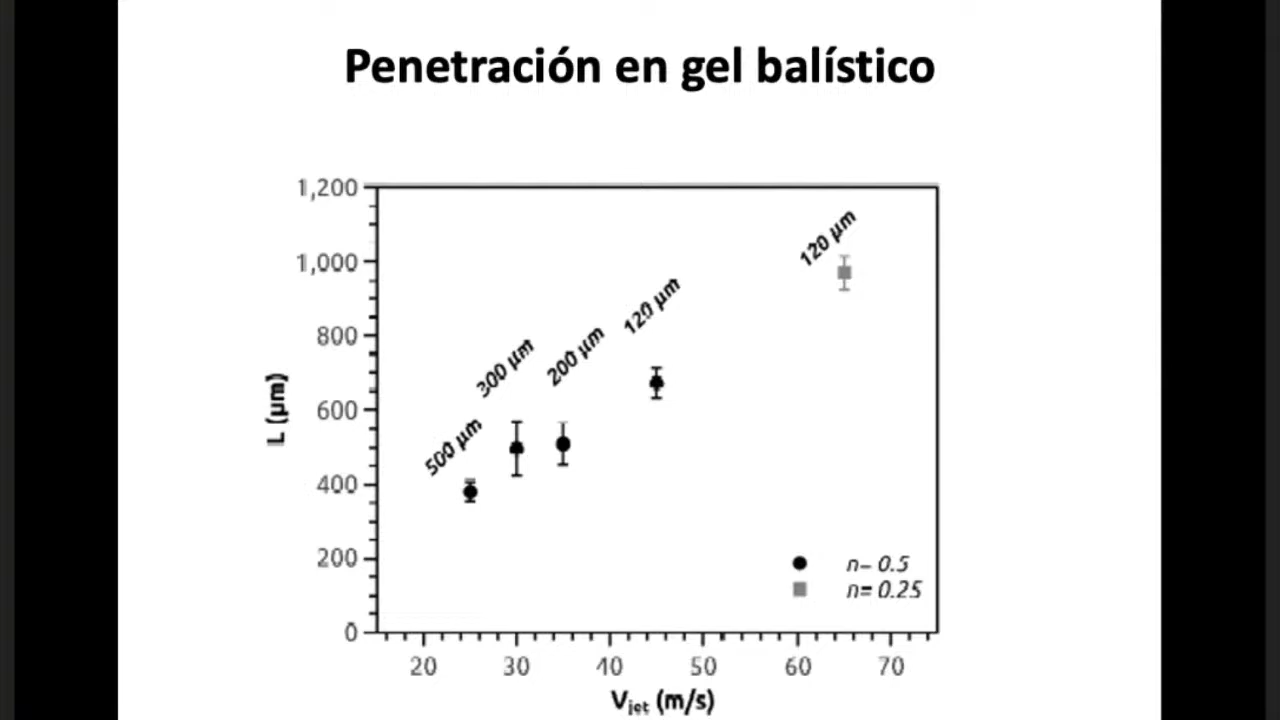 Penetración en gel balístico
1,200
1,000
800
600
400
200
0
L (µm)
500 µm
300 µm
200 µm
120 µm
120 µm
n= 0.5
n= 0.25
20 30 40 50 60 70
Vjet (m/s)